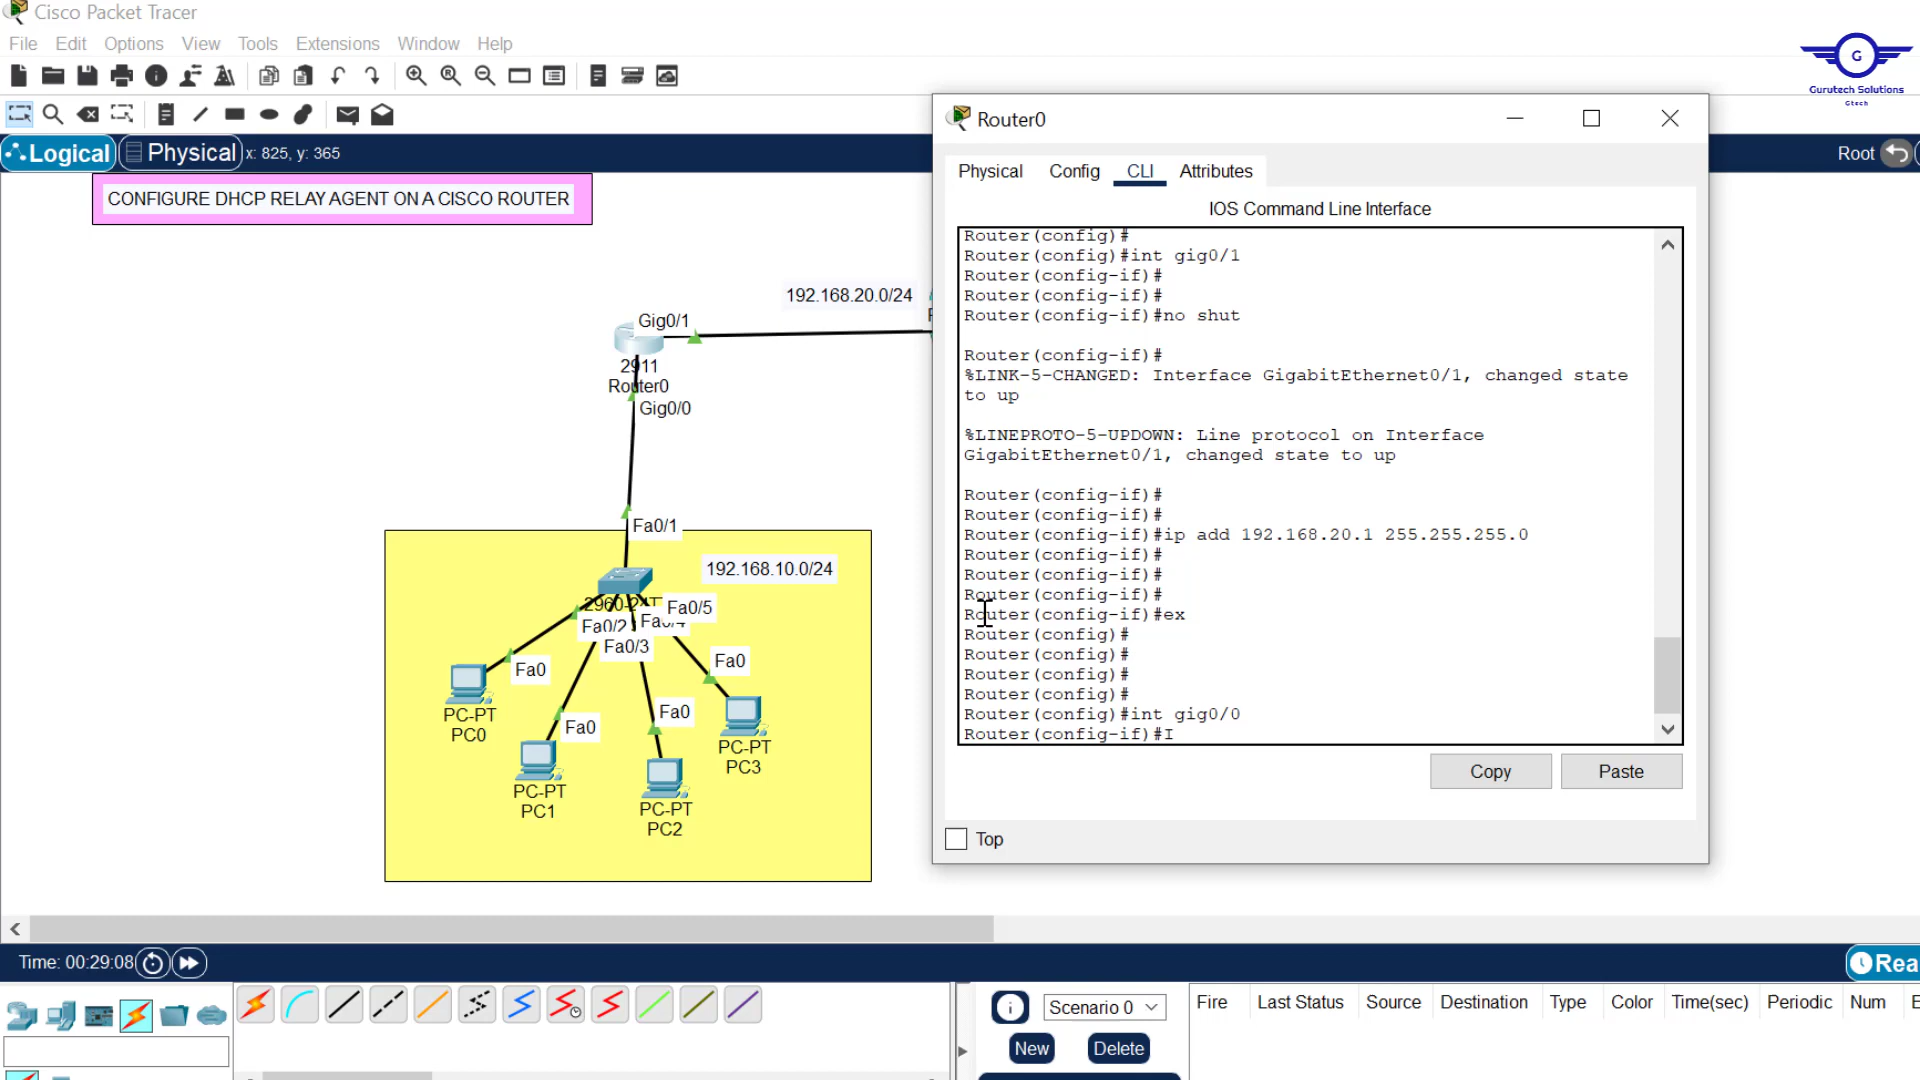 Cisco Packet Tracer
File Edit Options View Tools Extensions Window Help
G
Gurutech Solutions
Gtech
Logical Physical x: 825, y: 365
Root
CONFIGURE DHCP RELAY AGENT ON A CISCO ROUTER
192.168.20.0/24
Gig0/1
2911
Router0
Gig0/0
Fa0/1
192.168.10.0/24
2960-24T
Fa0/5
Fa0/2
Fa0/4
Fa0/3
Fa0
Fa0
Fa0
Fa0
PC-PT
PC0
PC-PT
PC1
PC-PT
PC2
PC-PT
PC3
Router0
Physical Config CLI Attributes
IOS Command Line Interface
Router(config)#
Router(config)#int gig0/1
Router(config-if)#
Router(config-if)#
Router(config-if)#no shut
Router(config-if)#
%LINK-5-CHANGED: Interface GigabitEthernet0/1, changed state
to up
%LINEPROTO-5-UPDOWN: Line protocol on Interface
GigabitEthernet0/1, changed state to up
Router(config-if)#
Router(config-if)#
Router(config-if)#ip add 192.168.20.1 255.255.255.0
Router(config-if)#
Router(config-if)#
Router(config-if)#
Router(config-if)#ex
Router(config)#
Router(config)#
Router(config)#
Router(config)#
Router(config)#int gig0/0
Router(config-if)#I
Copy Paste
Top
Time: 00:29:08
Rea
Scenario 0
New Delete
Fire Last Status Source Destination Type Color Time(sec) Periodic Num E